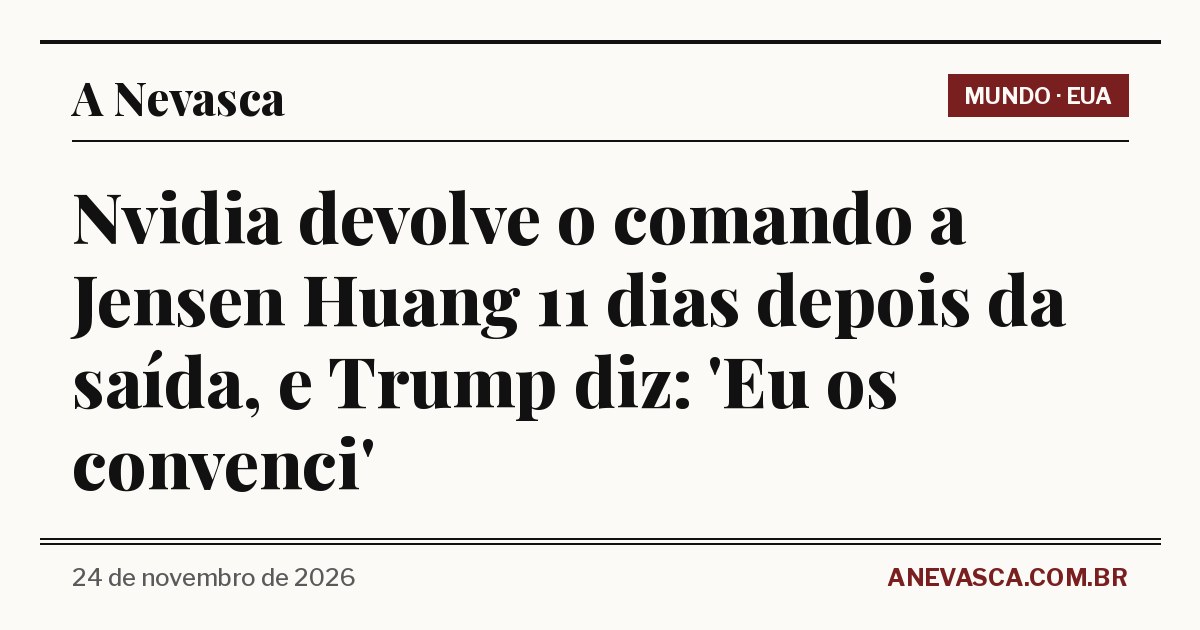 A Nevasca
MUNDO · EUA
Nvidia devolve o comando a
Jensen Huang 11 dias depois da
saída, e Trump diz: 'Eu os
convenci'
24 de novembro de 2026
ANEVASCA.COM.BR